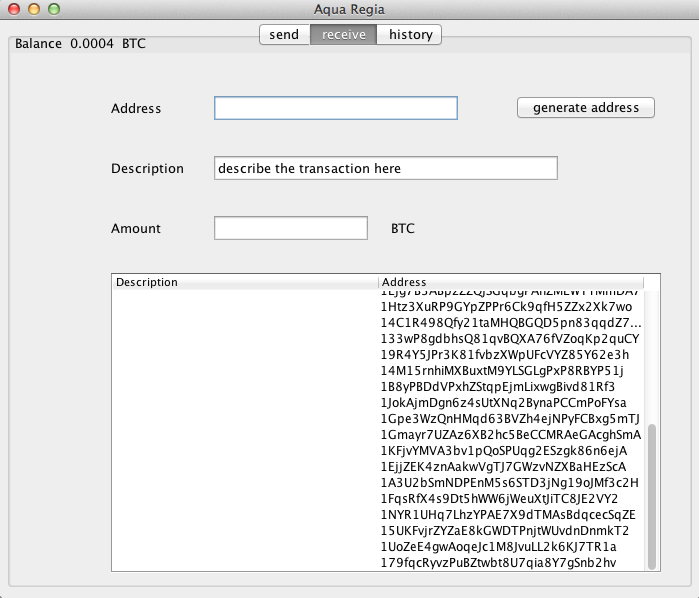 Aqua Regia
send receive history
Balance 0.0004 BTC
Address generate address
Description describe the transaction here
Amount BTC
Description Address
1Htz3XuRP9GYpZPPr6Ck9qfH5ZZx2Xk7wo
14C1R498Qfy21taMHQBGQD5pn83qqdZ7...
133wP8gdbhsQ81qvBQXA76fVZoqKp2quCY
19R4Y5JPr3K81fvbzXWpUFcVYZ85Y62e3h
14M15rnhiMXBuxtM9YLSGLgPxP8RBYP51j
1B8yPBDdVPxhZStqpEjmLixwgBivd81Rf3
1JokAjmDgn6z4sUtXNq2BynaPCCmPoFYsa
1Gpe3WzQnHMqd63BVZh4ejNPyFCBxg5mTJ
1Gmayr7UZAz6XB2hc5BeCCMRAeGAcghSmA
1KFjvYMVA3bv1pQoSPUqg2ESzgk86n6ejA
1EjjZEK4znAakwVgTJ7GWzvNZXBaHEzScA
1A3U2bSmNDPEnM5s6STD3jNg19oJMf3c2H
1FqsRfX4s9Dt5hWW6jWeuXtJiTC8JE2VY2
1NYR1UHq7LhzYPAE7X9dTMAsBdqcecSqZE
15UKFvjrZYZaE8kGWDTPnjtWUvdnDnmkT2
1UoZeE4gwAoqeJc1M8JvuLL2k6KJ7TR1a
179fqcRyvzPuBZtwbt8U7qia8Y7gSnb2hv